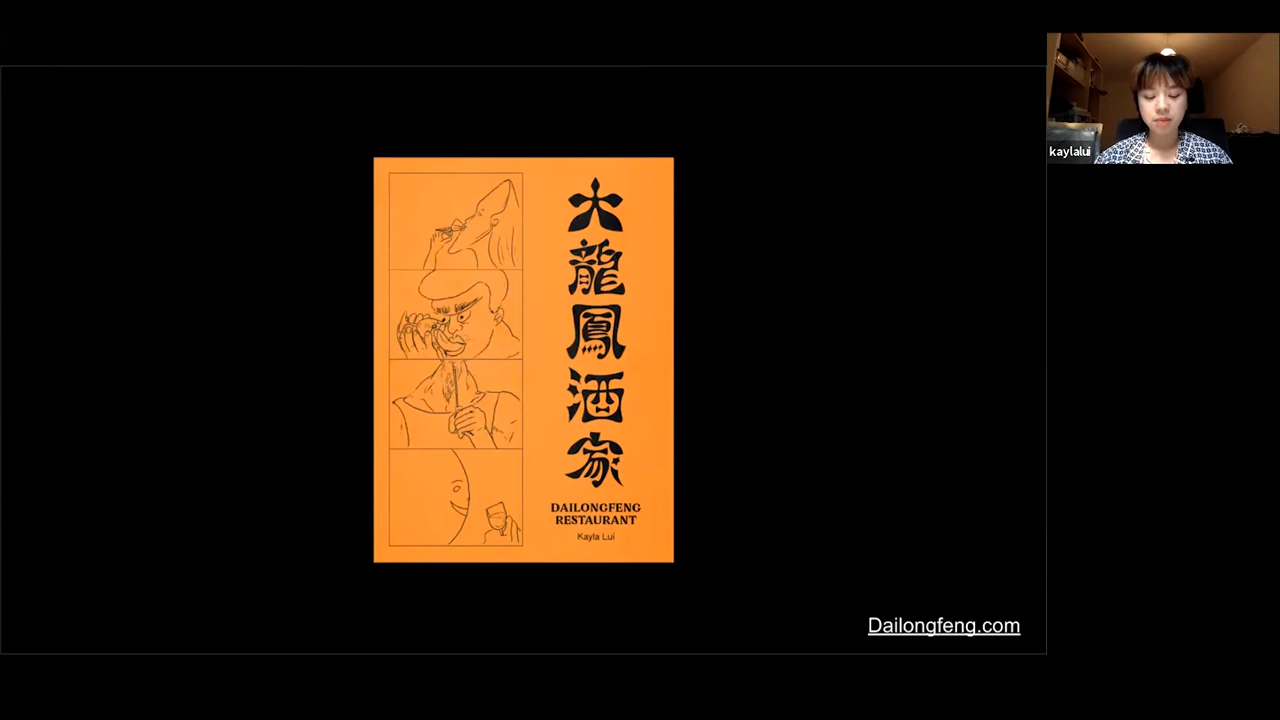 大龍鳳酒家
DAILONGFENG
RESTAURANT
Kayla Lui
Dailongfeng.com
kaylalui